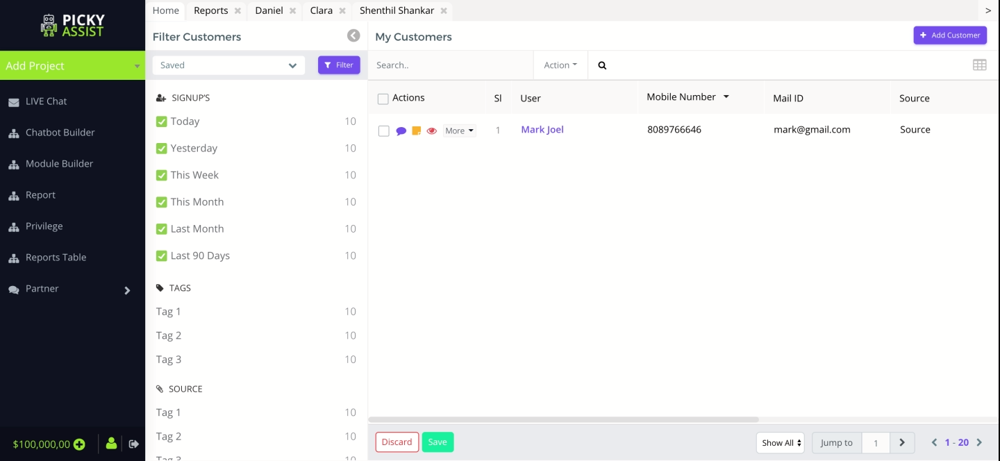 PICKY
ASSIST
Add Project
LIVE Chat
Chatbot Builder
Module Builder
Report
Privilege
Reports Table
Partner
$100,000,00
Home Reports Daniel Clara Shenthil Shankar >
Filter Customers
Saved Filter
SIGNUP'S
Today 10
Yesterday 10
This Week 10
This Month 10
Last Month 10
Last 90 Days 10
TAGS
Tag 1 10
Tag 2 10
Tag 3 10
SOURCE
Tag 1 10
Tag 2 10
Tag 3 10
My Customers Add Customer
Search.. Action
Actions Sl User Mobile Number Mail ID Source
More 1 Mark Joel 8089766646 mark@gmail.com Source
Discard Save Show All Jump to 1 1 - 20